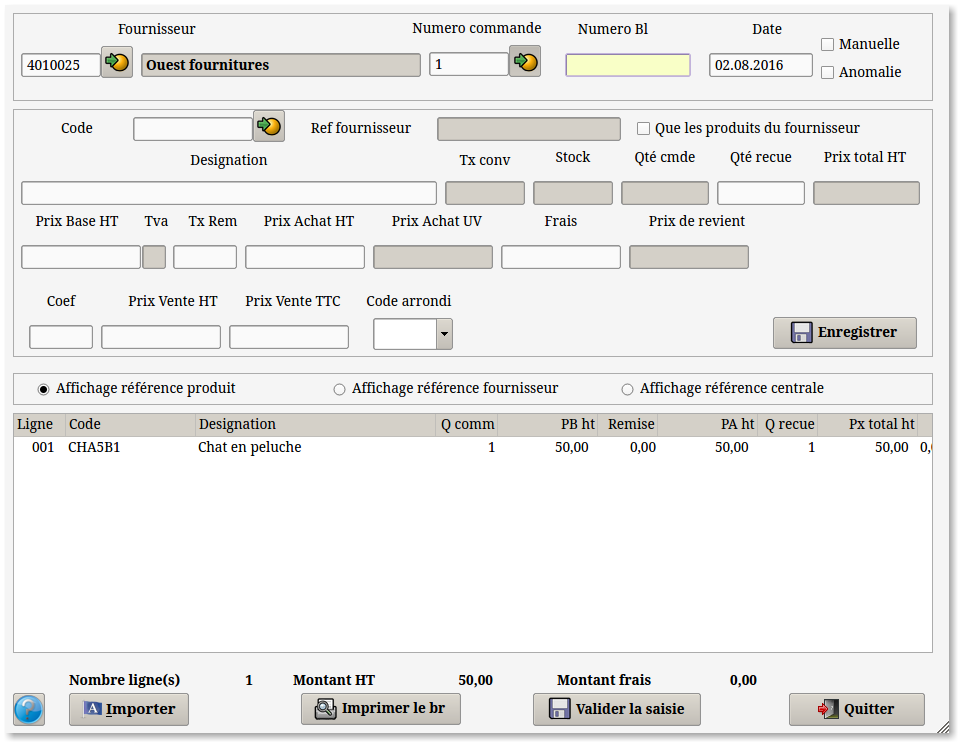 Fournisseur Numero commande Numero Bl Date
Manuelle
4010025 Ouest fournitures 1 02.08.2016
Anomalie
Code Ref fournisseur Que les produits du fournisseur
Designation Tx conv Stock Qté cmde Qté recue Prix total HT
Prix Base HT Tva Tx Rem Prix Achat HT Prix Achat UV Frais Prix de revient
Coef Prix Vente HT Prix Vente TTC Code arrondi
Enregistrer
Affichage référence produit Affichage référence fournisseur Affichage référence centrale
Ligne Code Designation Q comm PB ht Remise PA ht Q recue Px total ht
001 CHA5B1 Chat en peluche 1 50,00 0,00 50,00 1 50,00 0,
Nombre ligne(s) 1 Montant HT 50,00 Montant frais 0,00
? A Importer Imprimer le br Valider la saisie Quitter